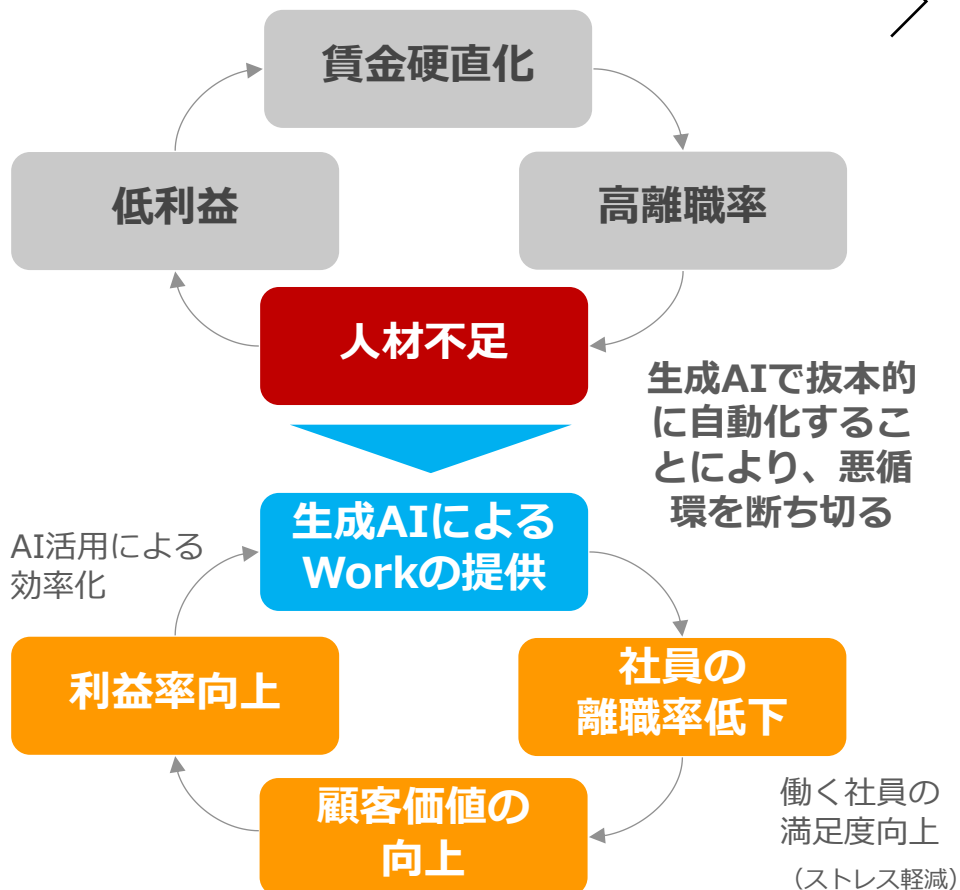 賃金硬直化
低利益
高離職率
人材不足
生成AIで抜本的
に自動化するこ
とにより、悪循
環を断ち切る
生成AIによる
Workの提供
AI活用による
効率化
利益率向上
社員の
離職率低下
顧客価値の
向上
働く社員の
満足度向上
（ストレス軽減）